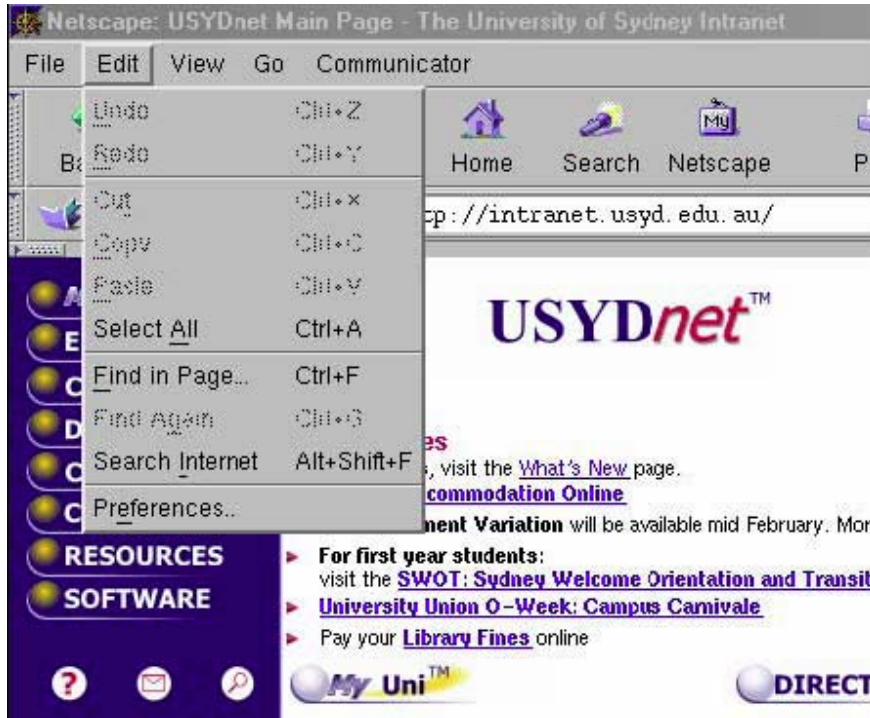 Netscape: USYDnet Main Page - The University of Sydney Intranet
File Edit View Go Communicator
Undo Ctrl+Z
Redo Ctrl+Y
Cut Ctrl+X
Copy Ctrl+C
Paste Ctrl+V
Select All Ctrl+A
Find in Page... Ctrl+F
Find Again Ctrl+G
Search Internet Alt+Shift+F
Preferences..
Ba
Home Search Netscape P
My
tp://intranet.usyd.edu.au/
A
E
C
D
C
C
RESOURCES
SOFTWARE
USYDnet™
es
, visit the What's New page.
commodation Online
ment Variation will be available mid February. Mor
For first year students:
visit the SWOT: Sydney Welcome Orientation and Transit
University Union O-Week: Campus Carnivale
Pay your Library Fines online
?
My Uni™
DIRECT